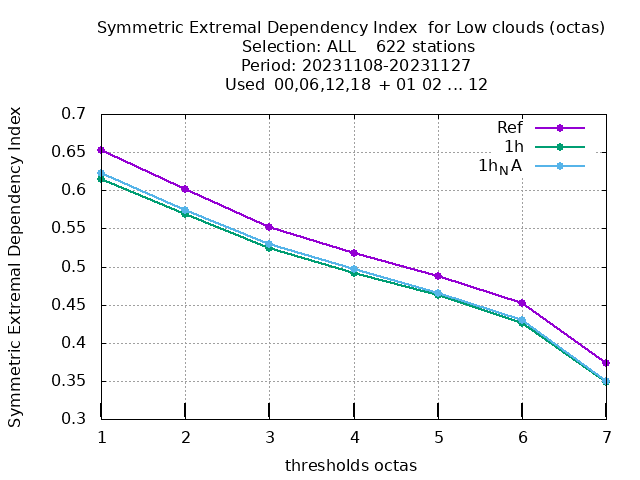 Symmetric Extremal Dependency Index  for Low clouds (octas)
Selection: ALL    622 stations
Period: 20231108-20231127
Used  00,06,12,18  + 01 02 ... 12
Symmetric Extremal Dependency Index
0.7
0.65
0.6
0.55
0.5
0.45
0.4
0.35
0.3
Ref
1h
1h_NA
1 2 3 4 5 6 7
thresholds octas